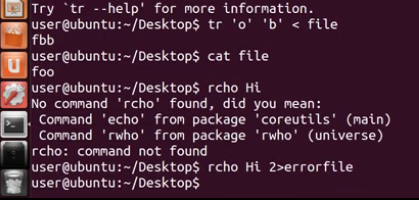 Try `tr --help' for more information.
user@ubuntu:~/Desktop$ tr 'o' 'b' < file
fbb
user@ubuntu:~/Desktop$ cat file
foo
user@ubuntu:~/Desktop$ rcho Hi
No command 'rcho' found, did you mean:
 Command 'echo' from package 'coreutils' (main)
 Command 'rwho' from package 'rwho' (universe)
rcho: command not found
user@ubuntu:~/Desktop$ rcho Hi 2>errorfile
user@ubuntu:~/Desktop$